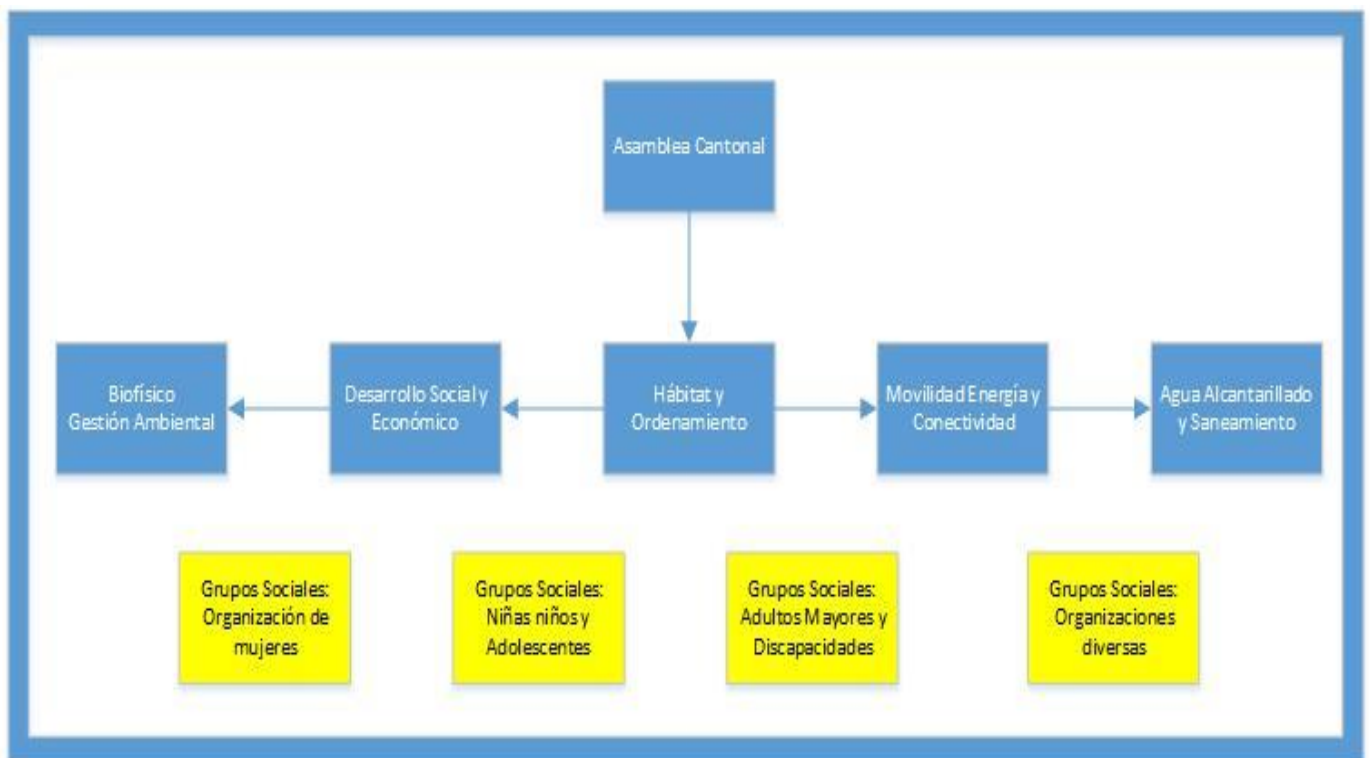 Asamblea Cantonal
Biofísico
Gestión Ambiental
Desarrollo Social y
Económico
Hábitat y
Ordenamiento
Movilidad Energía y
Conectividad
Agua Alcantarillado
y Saneamiento
Grupos Sociales:
Organización de
mujeres
Grupos Sociales:
Niñas niños y
Adolescentes
Grupos Sociales:
Adultos Mayores y
Discapacidades
Grupos Sociales:
Organizaciones
diversas